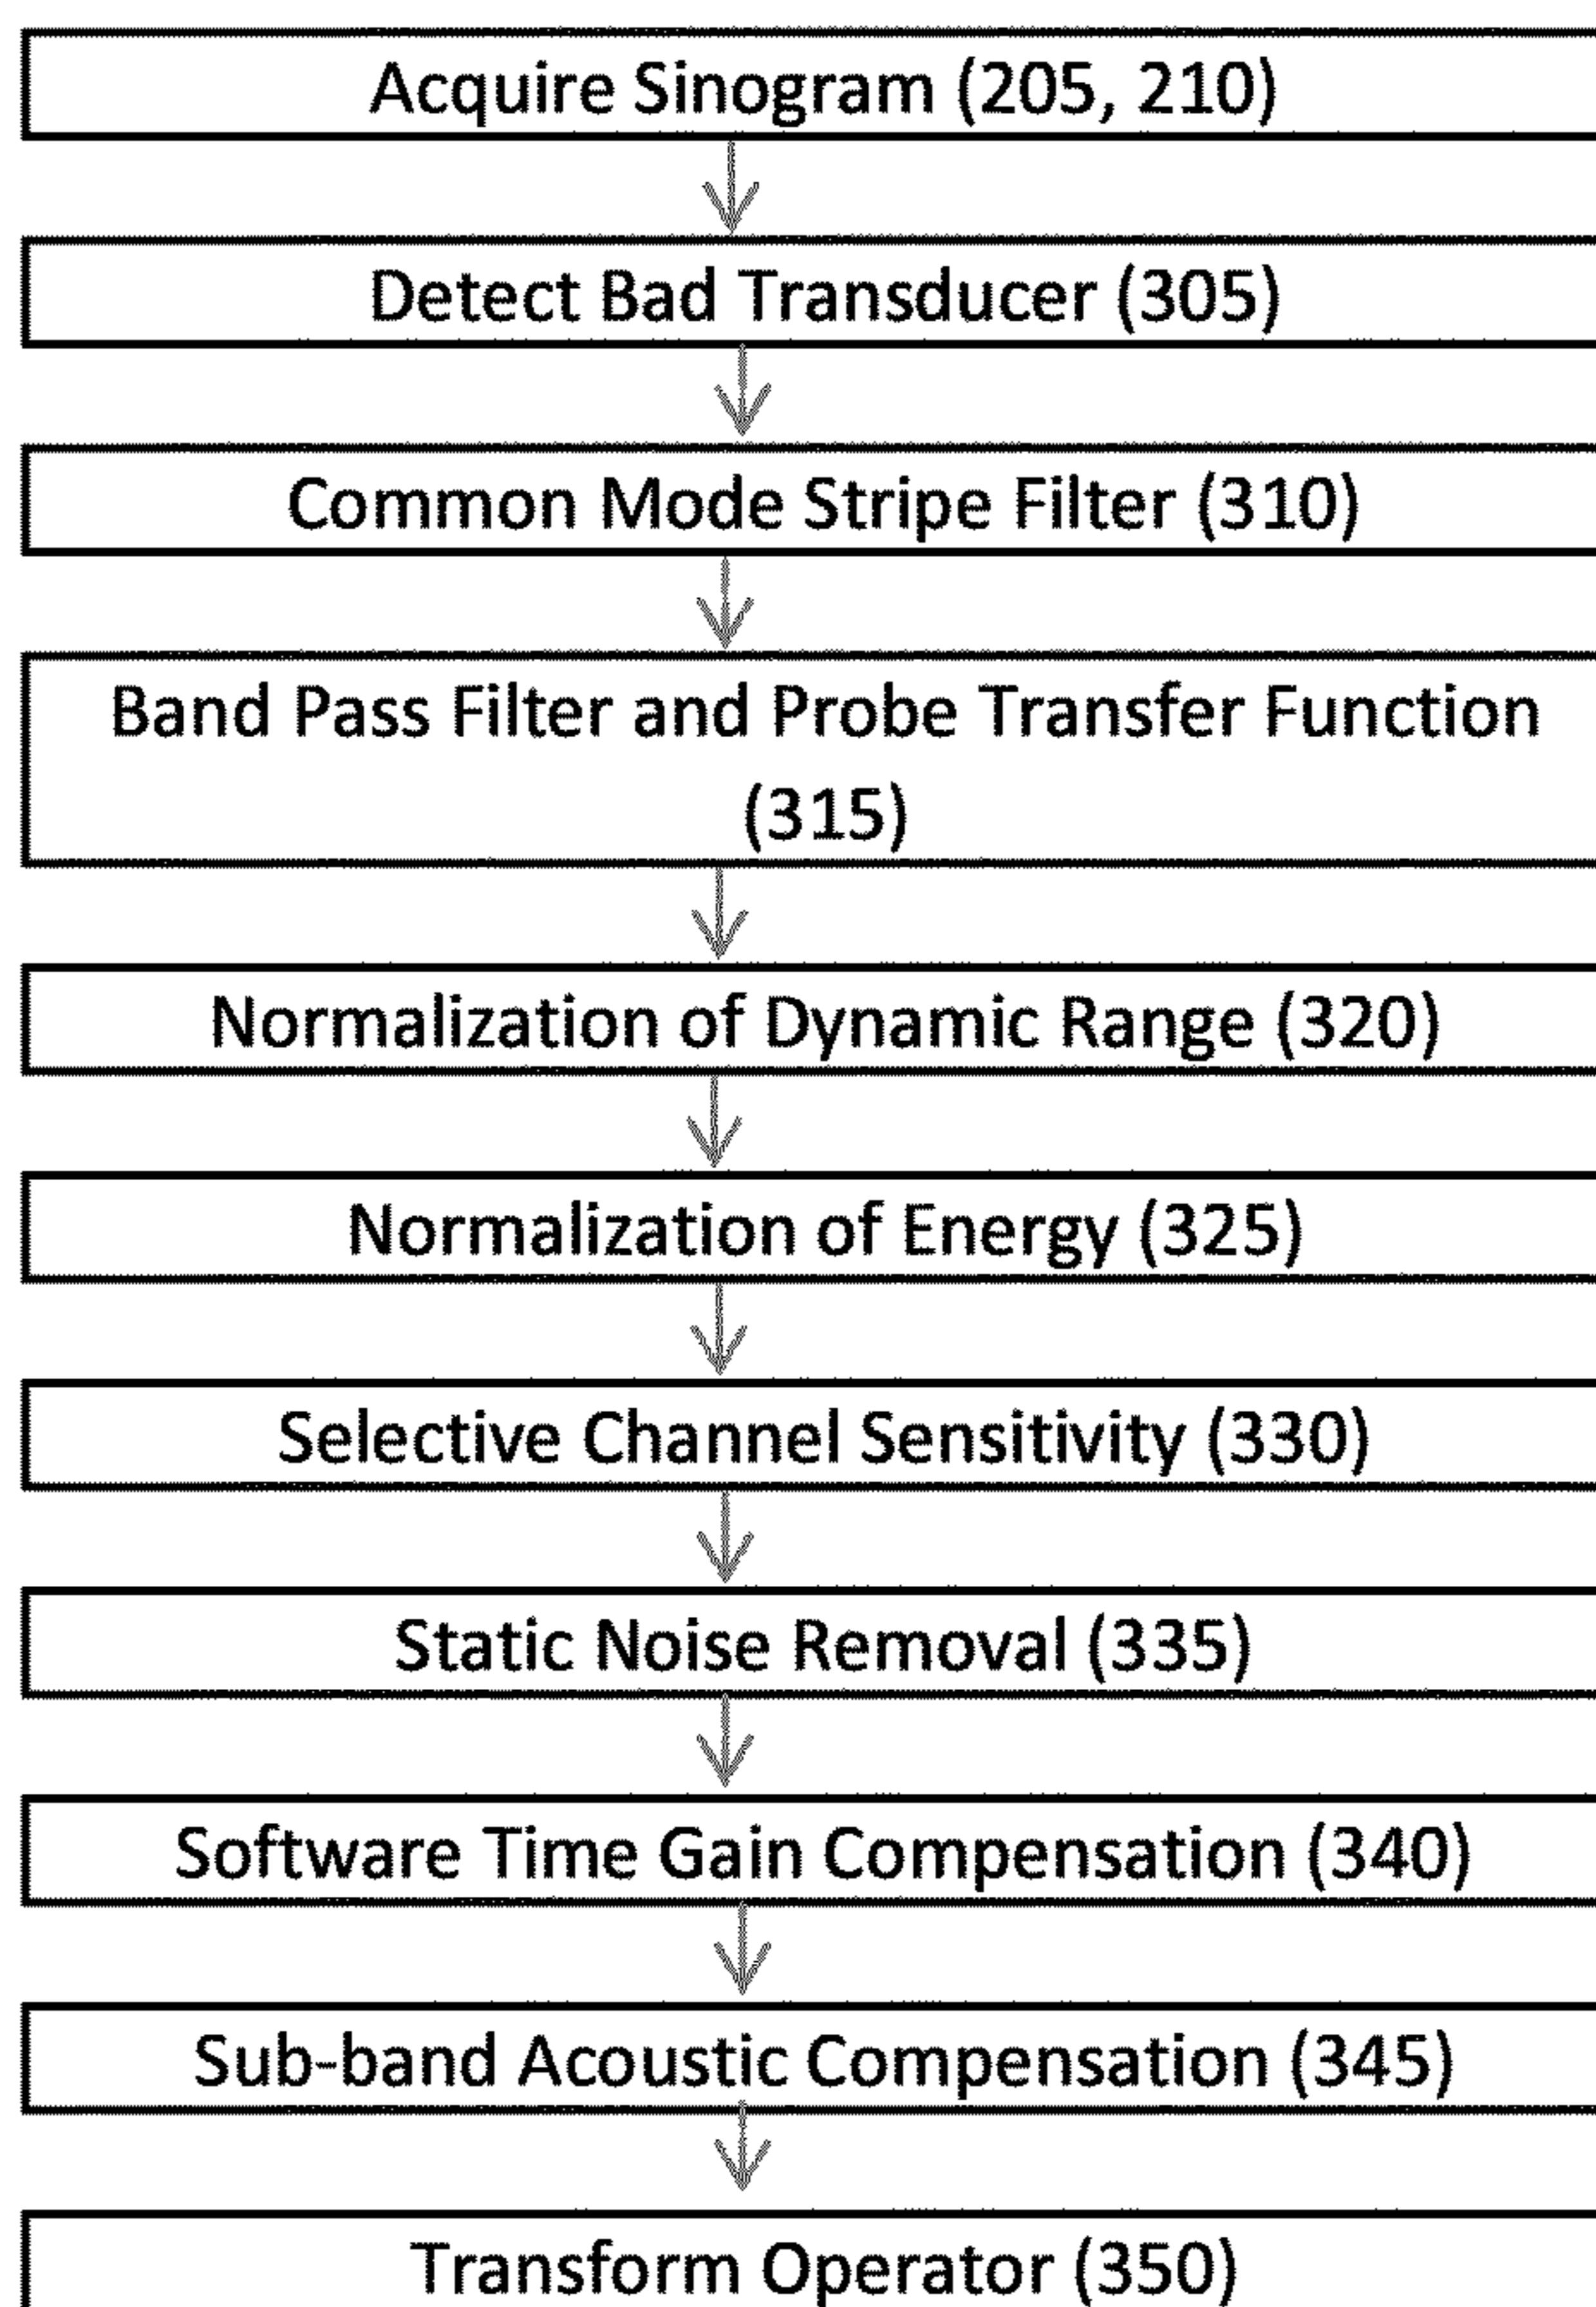 Acquire Sinogram (205, 210)
Detect Bad Transducer (305)
Common Mode Stripe Filter (310)
Band Pass Filter and Probe Transfer Function
(315)
Normalization of Dynamic Range (320)
Normalization of Energy (325)
Selective Channel Sensitivity (330)
Static Noise Removal (335)
Software Time Gain Compensation (340)
Sub-band Acoustic Compensation (345)
Transform Operator (350)